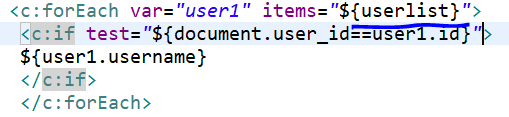 <c:forEach var="user1" items="${userlist}">
<c:if test="${document.user_id==user1.id}">
${user1.username}
</c:if>
</c:forEach>